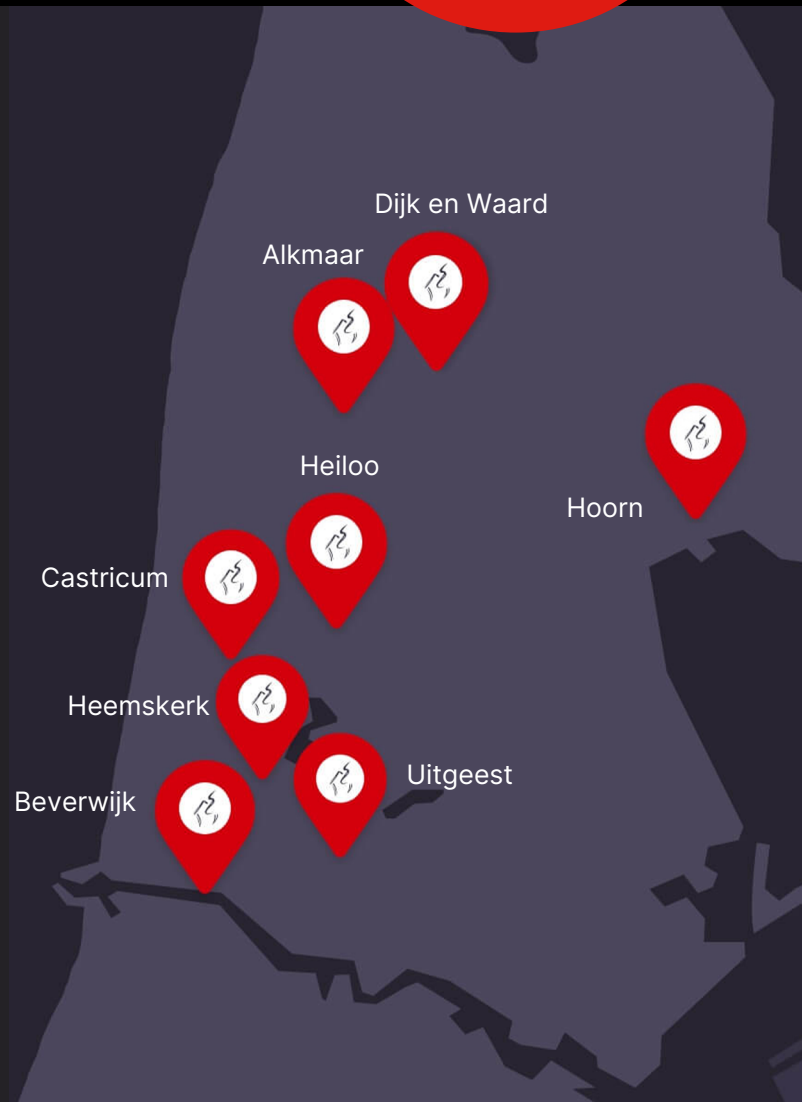 Dijk en Waard
Alkmaar
Heiloo
Hoorn
Castricum
Heemskerk
Uitgeest
Beverwijk